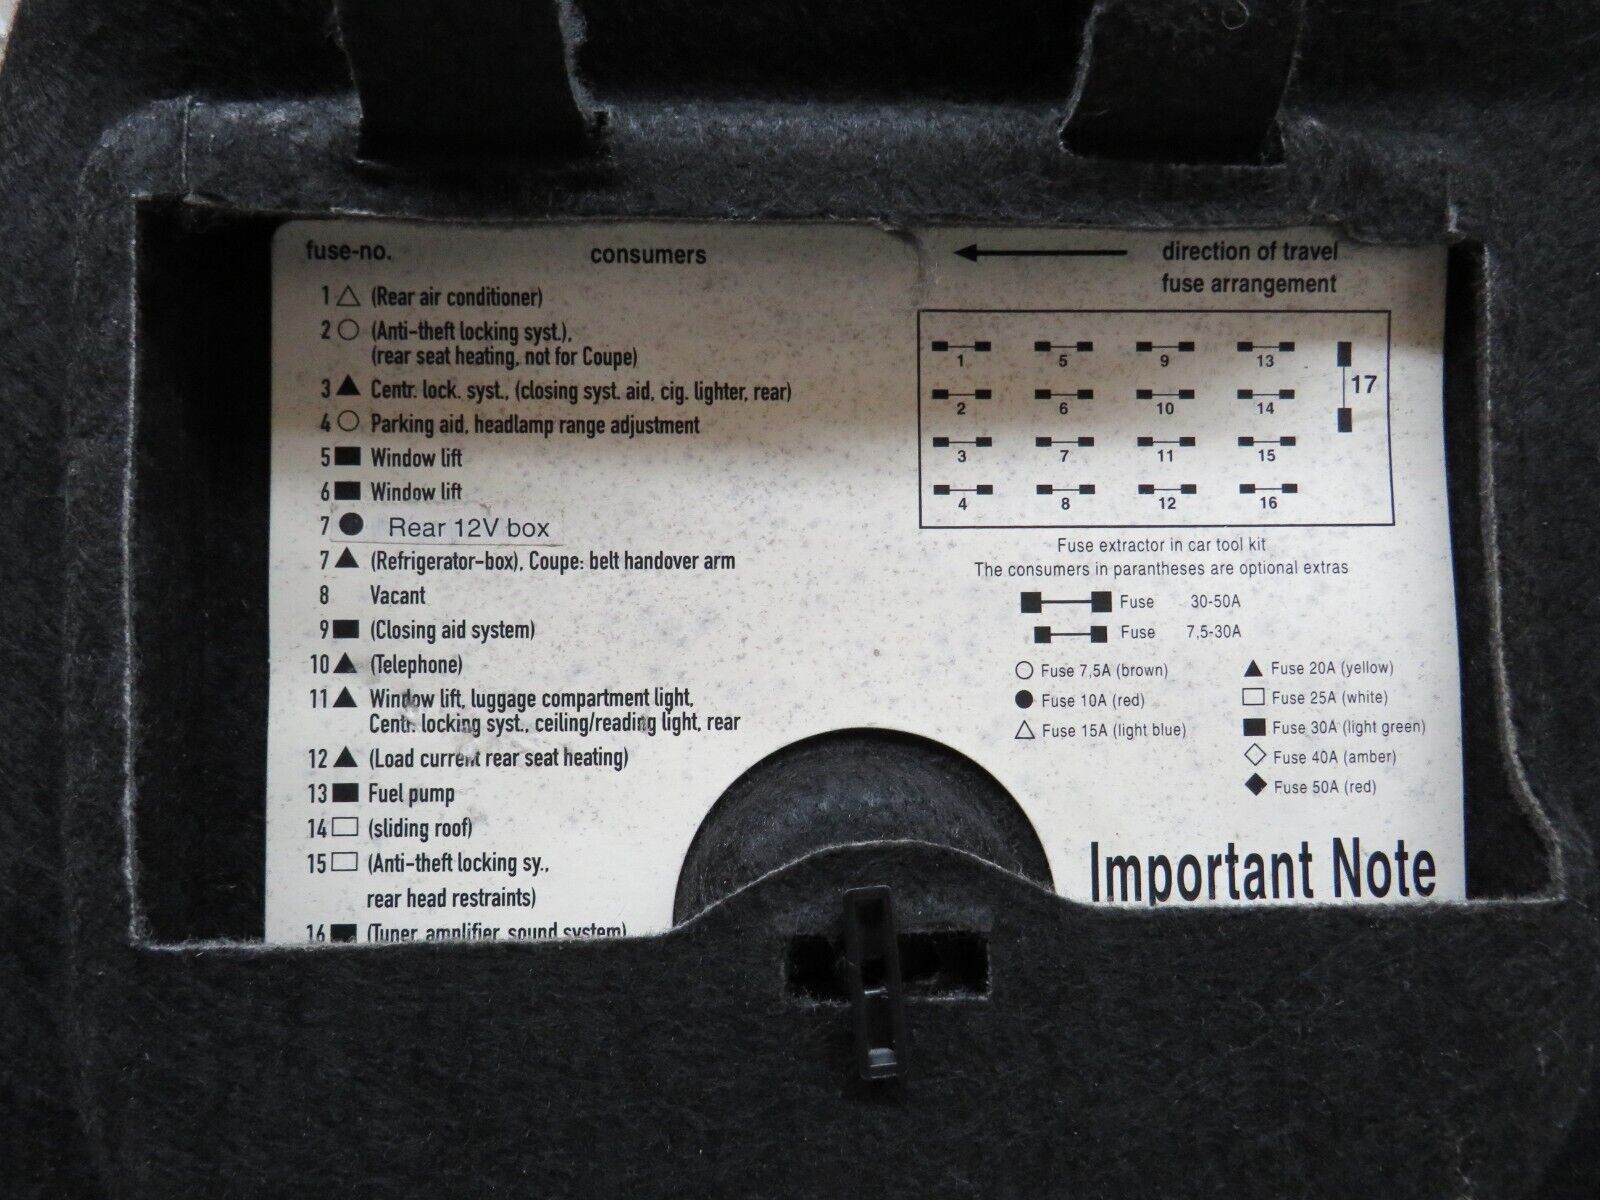 fuse-no. consumers
1 △ (Rear air conditioner)
2 ○ (Anti-theft locking syst.),
(rear seat heating, not for Coupe)
3 ▲ Centr. lock. syst., (closing syst. aid, cig. lighter, rear)
4 ○ Parking aid, headlamp range adjustment
5 ■ Window lift
6 ■ Window lift
7 ● Rear 12V box
7 ▲ (Refrigerator-box), Coupe: belt handover arm
8 Vacant
9 ■ (Closing aid system)
10 ▲ (Telephone)
11 ▲ Window lift, luggage compartment light,
Centr. locking syst., ceiling/reading light, rear
12 ▲ (Load current rear seat heating)
13 ■ Fuel pump
14 □ (sliding roof)
15 □ (Anti-theft locking sy.,
rear head restraints)
16 ■ (Tuner, amplifier, sound system)
direction of travel
fuse arrangement
1 5 9 13
17
2 6 10 14
3 7 11 15
4 8 12 16
Fuse extractor in car tool kit
The consumers in parantheses are optional extras
Fuse 30-50A
Fuse 7,5-30A
○ Fuse 7,5A (brown) ▲ Fuse 20A (yellow)
● Fuse 10A (red) □ Fuse 25A (white)
△ Fuse 15A (light blue) ■ Fuse 30A (light green)
◇ Fuse 40A (amber)
◆ Fuse 50A (red)
Important Note